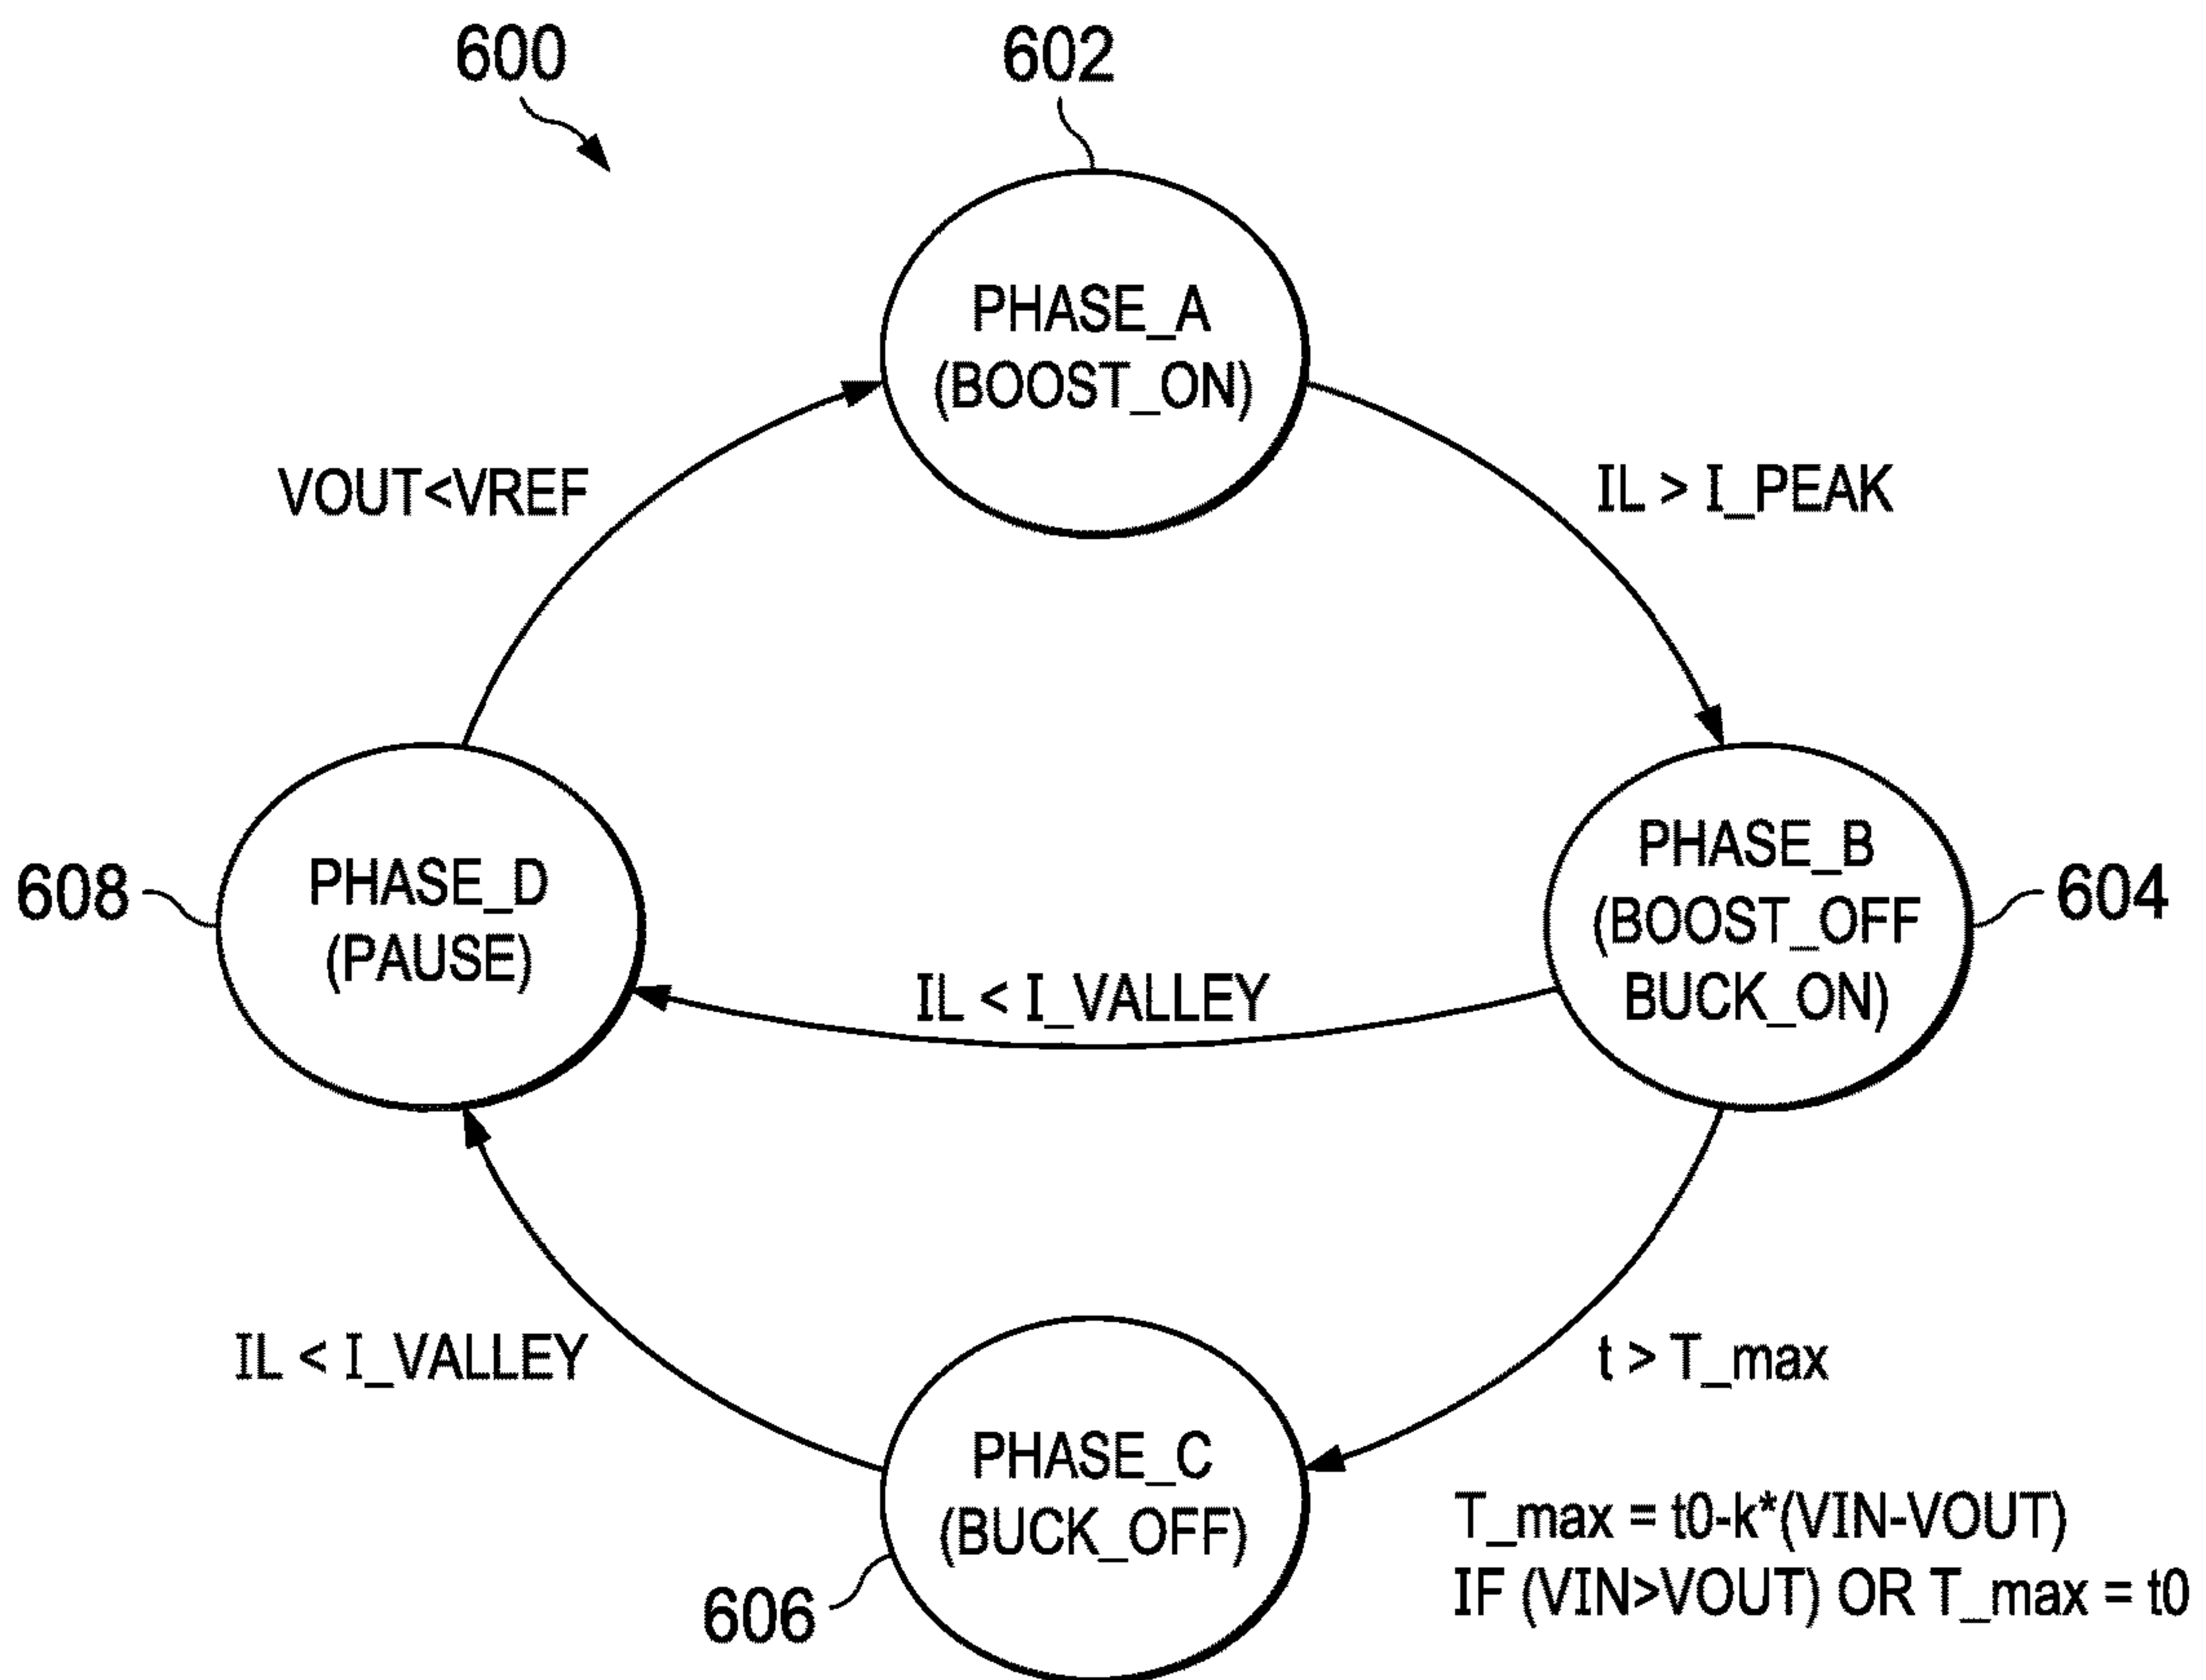 600
602
PHASE_A
(BOOST_ON)
VOUT<VREF
IL > I_PEAK
PHASE_D
(PAUSE)
608
PHASE_B
(BOOST_OFF
BUCK_ON)
604
IL < I_VALLEY
IL < I_VALLEY
t > T_max
PHASE_C
(BUCK_OFF)
606
T_max = t0-k*(VIN-VOUT)
IF (VIN>VOUT) OR T_max = t0